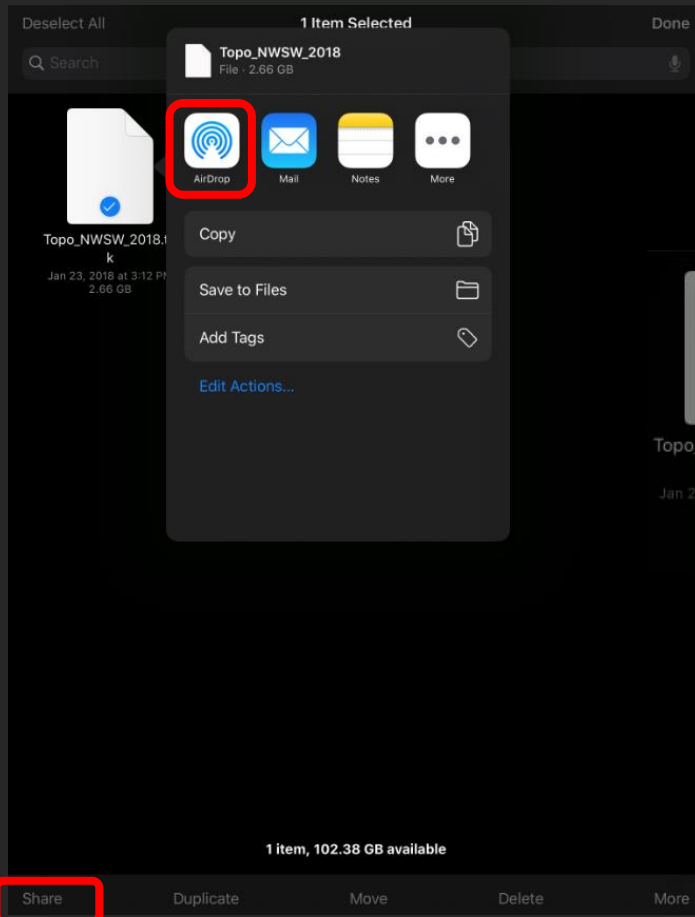 Deselect All
1 Item Selected
Done
Search
Topo_NWSW_2018
File · 2.66 GB
AirDrop
Mail
Notes
More
Topo_NWSW_2018.t
k
Jan 23, 2018 at 3:12 PM
2.66 GB
Copy
Save to Files
Add Tags
Edit Actions...
Topo_
Jan 2
1 item, 102.38 GB available
Share
Duplicate
Move
Delete
More